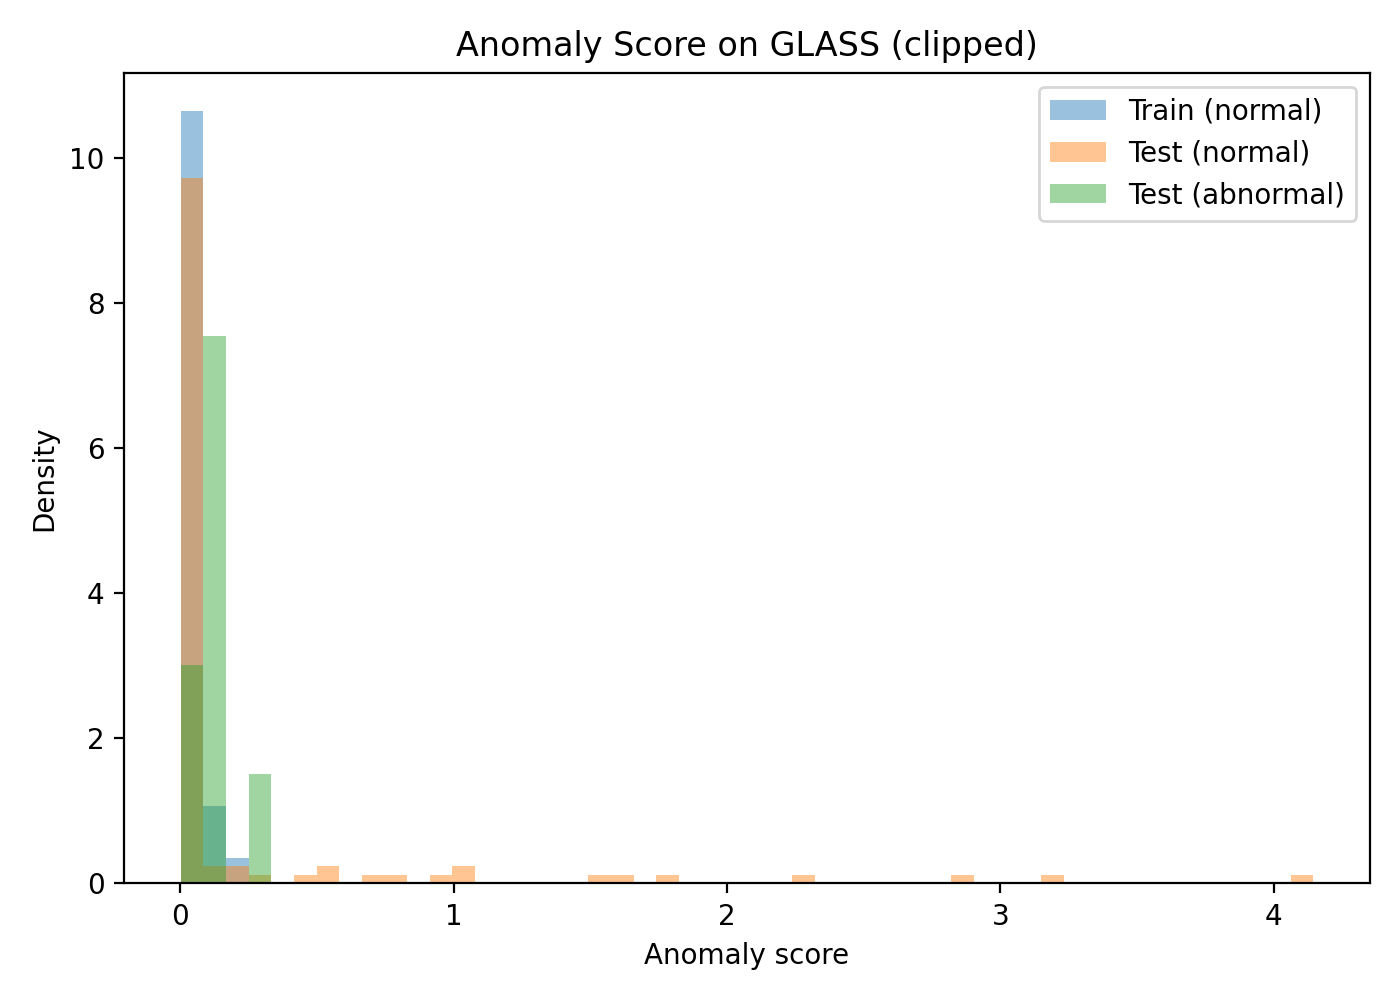 Anomaly Score on GLASS (clipped)
Train (normal)
Test (normal)
Test (abnormal)
10
8
6
4
2
0
Density
0 1 2 3 4
Anomaly score